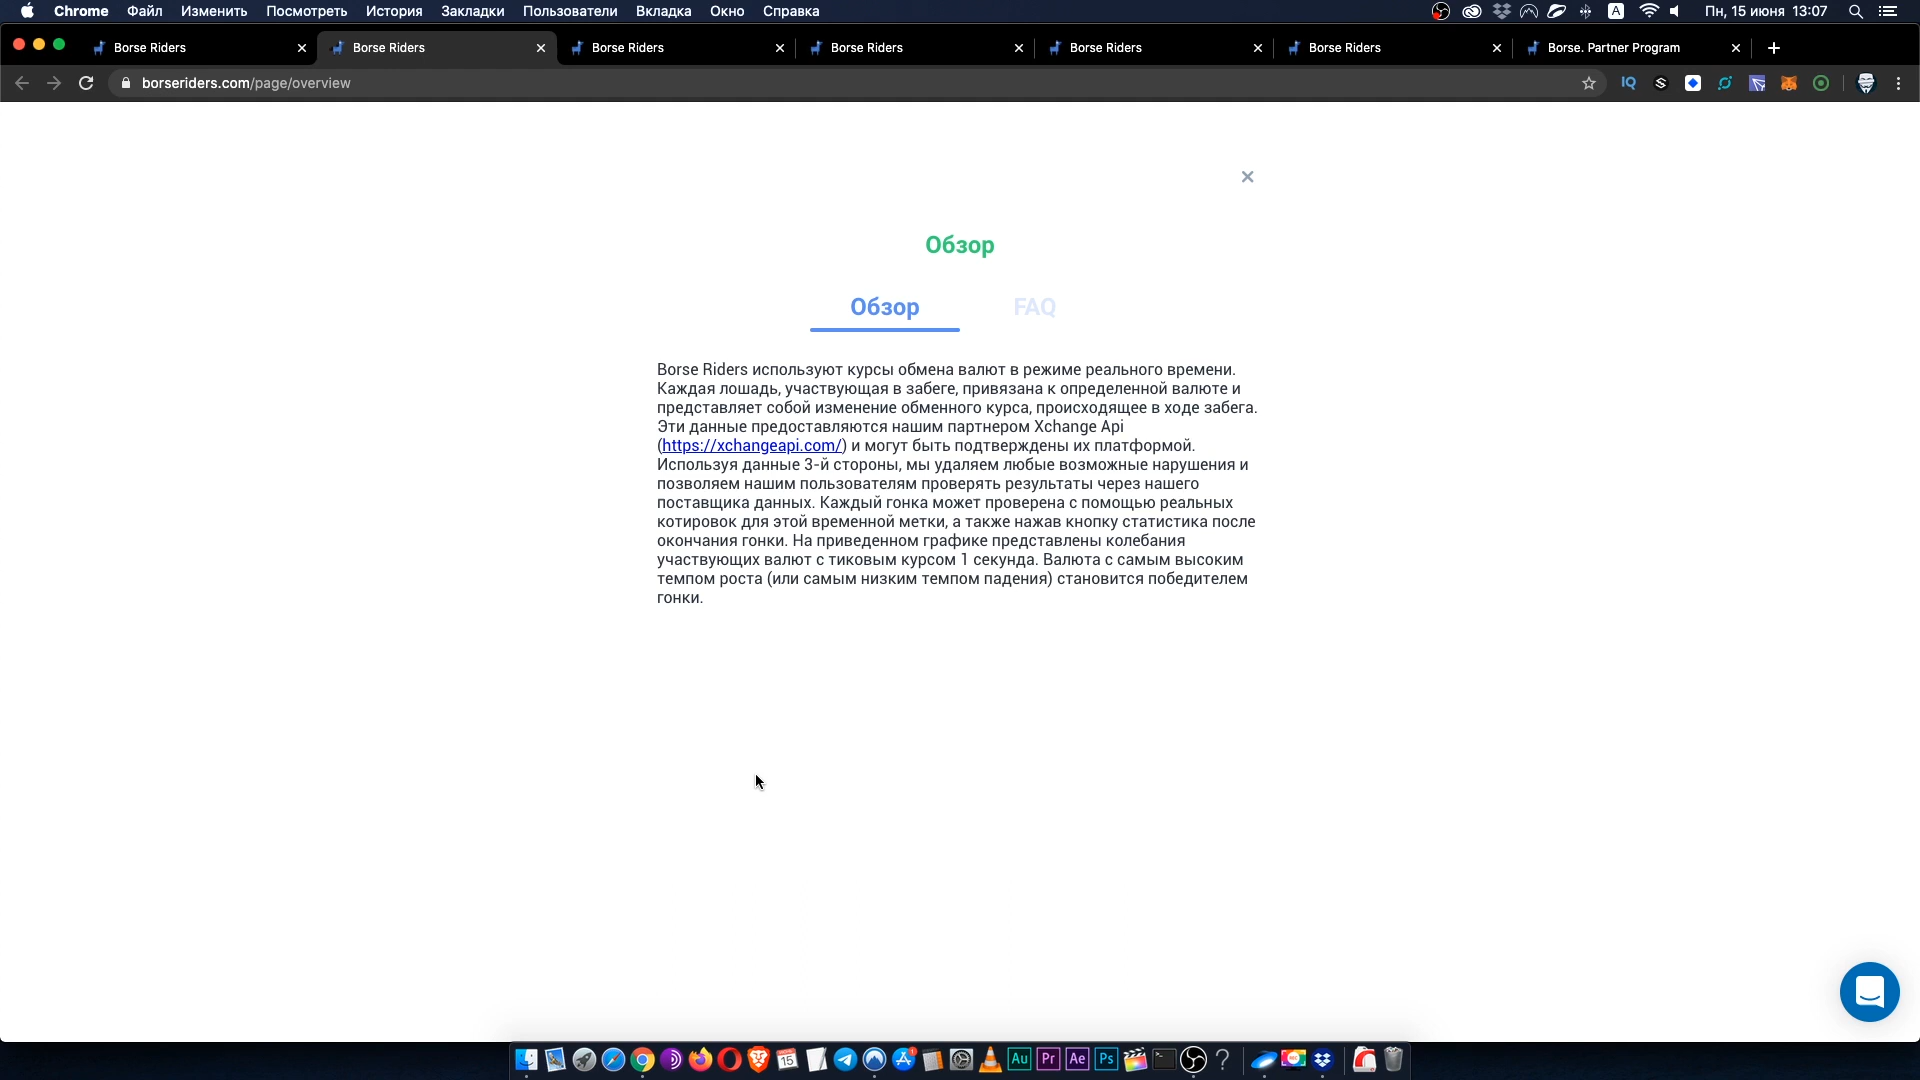 Chrome Файл Изменить Посмотреть История Закладки Пользователи Вкладка Окно Справка A Пн, 15 июня 13:07
Borse Riders Borse Riders Borse Riders Borse Riders Borse Riders Borse Riders Borse. Partner Program
borseriders.com/page/overview IQ
Обзор
Обзор FAQ
Borse Riders используют курсы обмена валют в режиме реального времени.
Каждая лошадь, участвующая в забеге, привязана к определенной валюте и
представляет собой изменение обменного курса, происходящее в ходе забега.
Эти данные предоставляются нашим партнером Xchange Api
(https://xchangeapi.com/) и могут быть подтверждены их платформой.
Используя данные 3-й стороны, мы удаляем любые возможные нарушения и
позволяем нашим пользователям проверять результаты через нашего
поставщика данных. Каждый гонка может проверена с помощью реальных
котировок для этой временной метки, а также нажав кнопку статистика после
окончания гонки. На приведенном графике представлены колебания
участвующих валют с тиковым курсом 1 секунда. Валюта с самым высоким
темпом роста (или самым низким темпом падения) становится победителем
гонки.
15 Au Pr Ae Ps ?